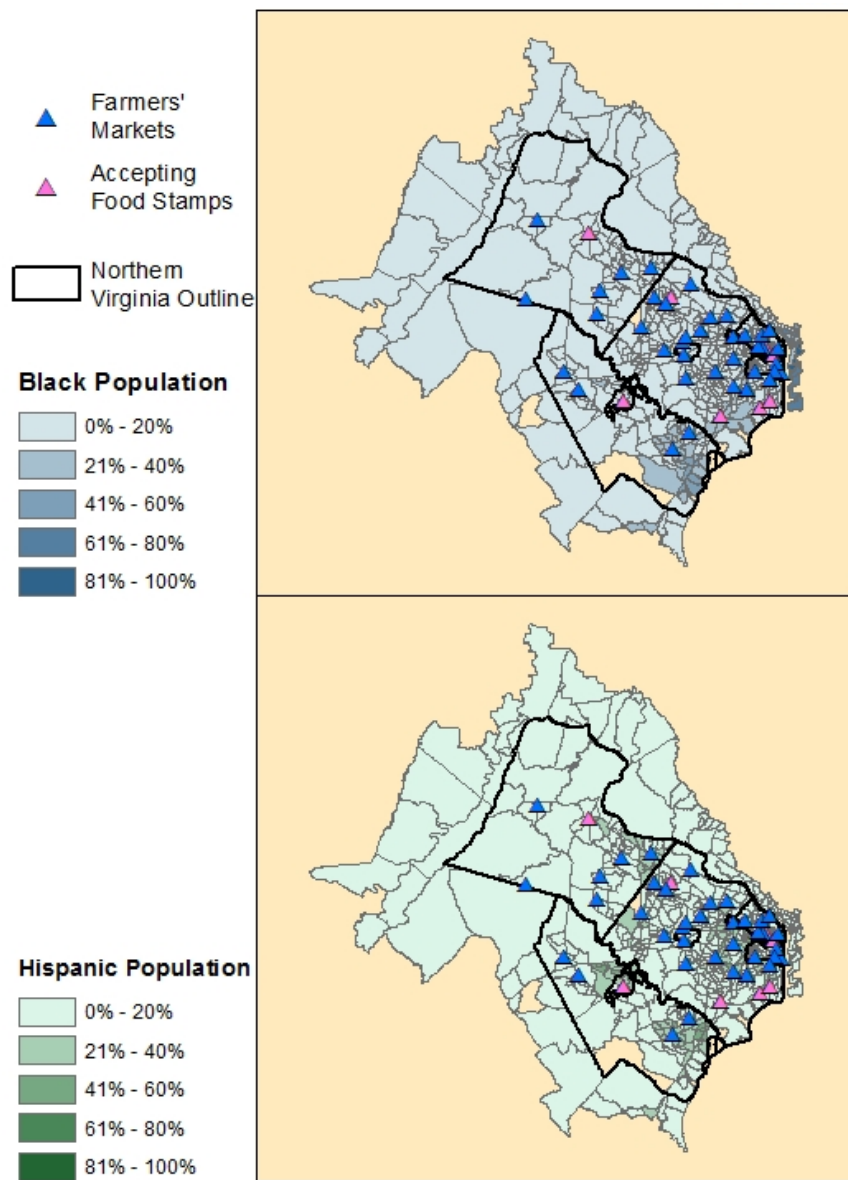 Farmers'
Markets
Accepting
Food Stamps
Northern
Virginia Outline
Black Population
0% - 20%
21% - 40%
41% - 60%
61% - 80%
81% - 100%
Hispanic Population
0% - 20%
21% - 40%
41% - 60%
61% - 80%
81% - 100%